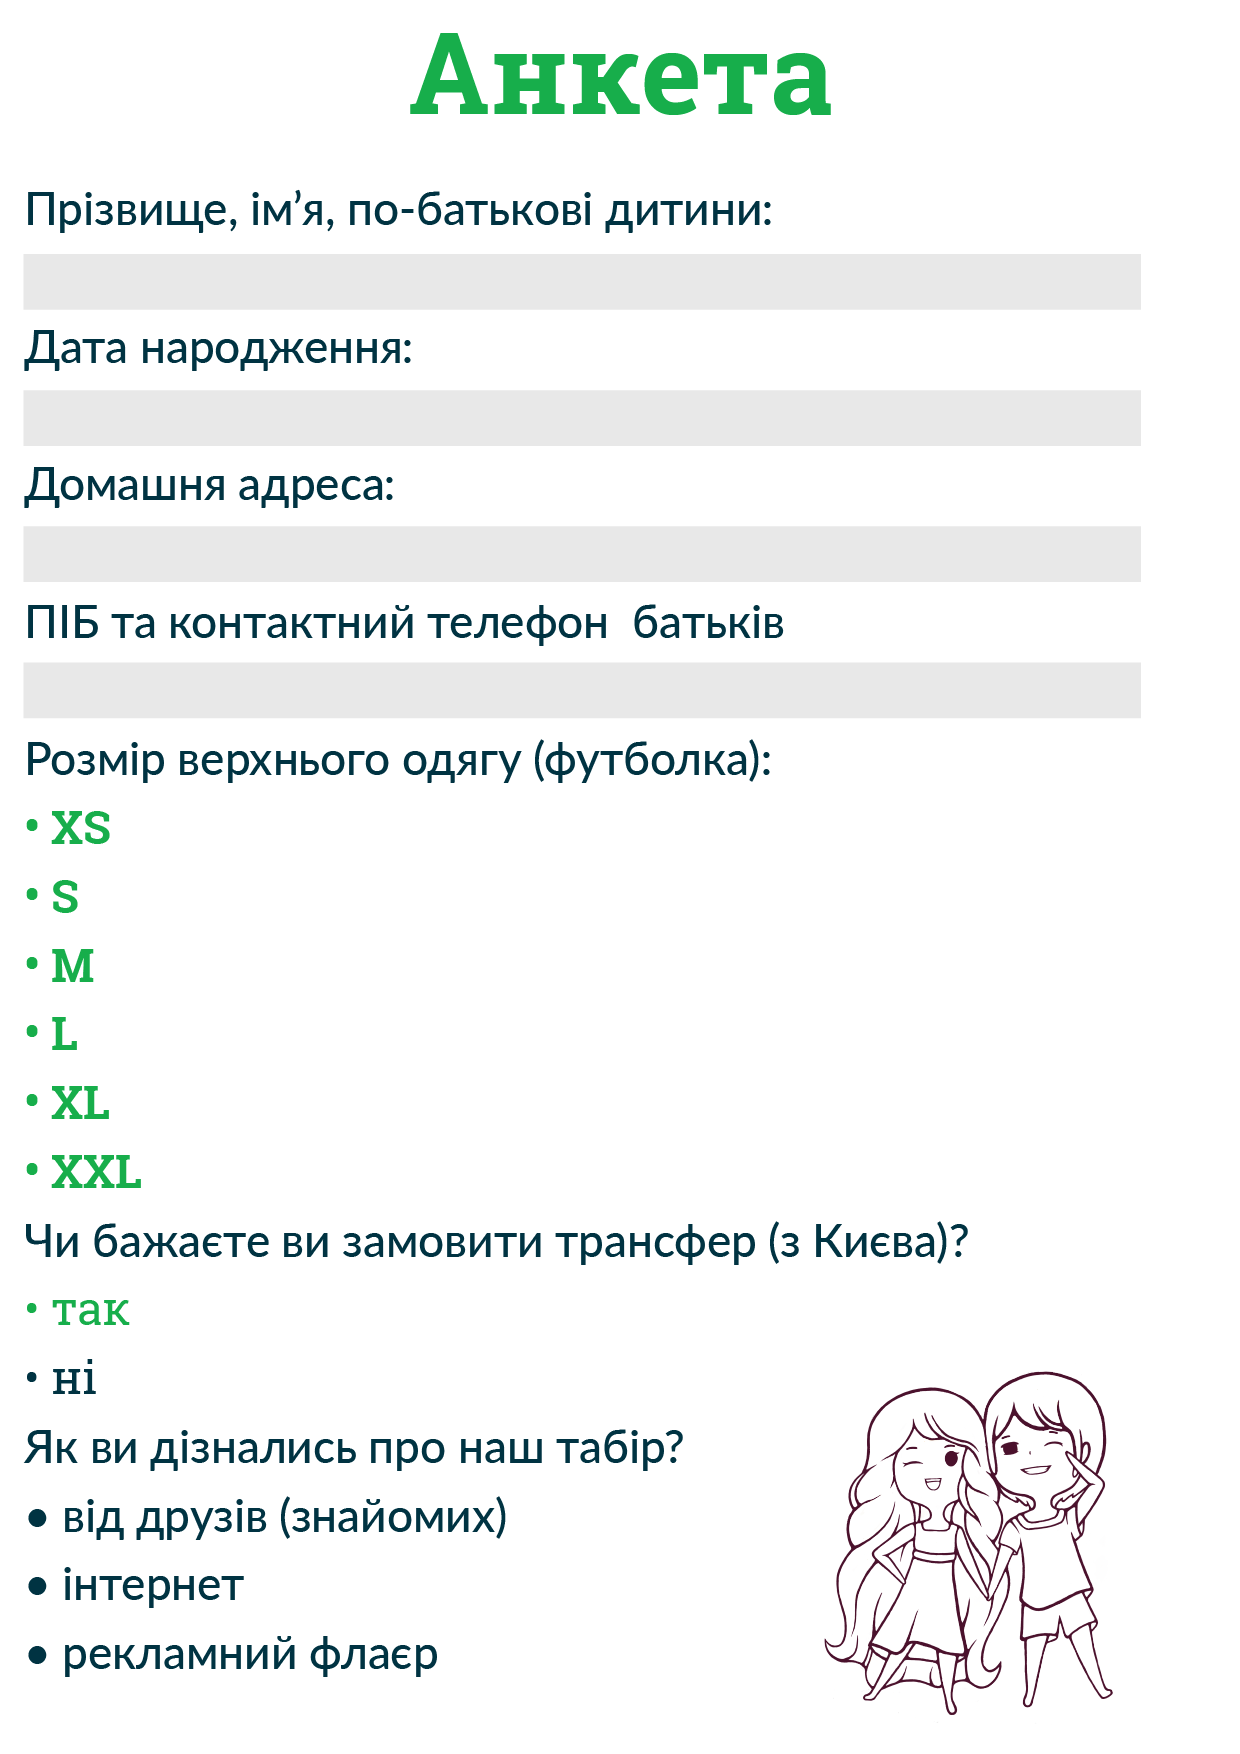 Анкета
Прізвище, ім’я, по-батькові дитини:
Дата народження:
Домашня адреса:
ПІБ та контактний телефон  батьків
Розмір верхнього одягу (футболка):
• XS
• S
• M
• L
• XL
• XXL
Чи бажаєте ви замовити трансфер (з Києва)?
• так
• ні
Як ви дізнались про наш табір?
• від друзів (знайомих)
• інтернет
• рекламний флаєр